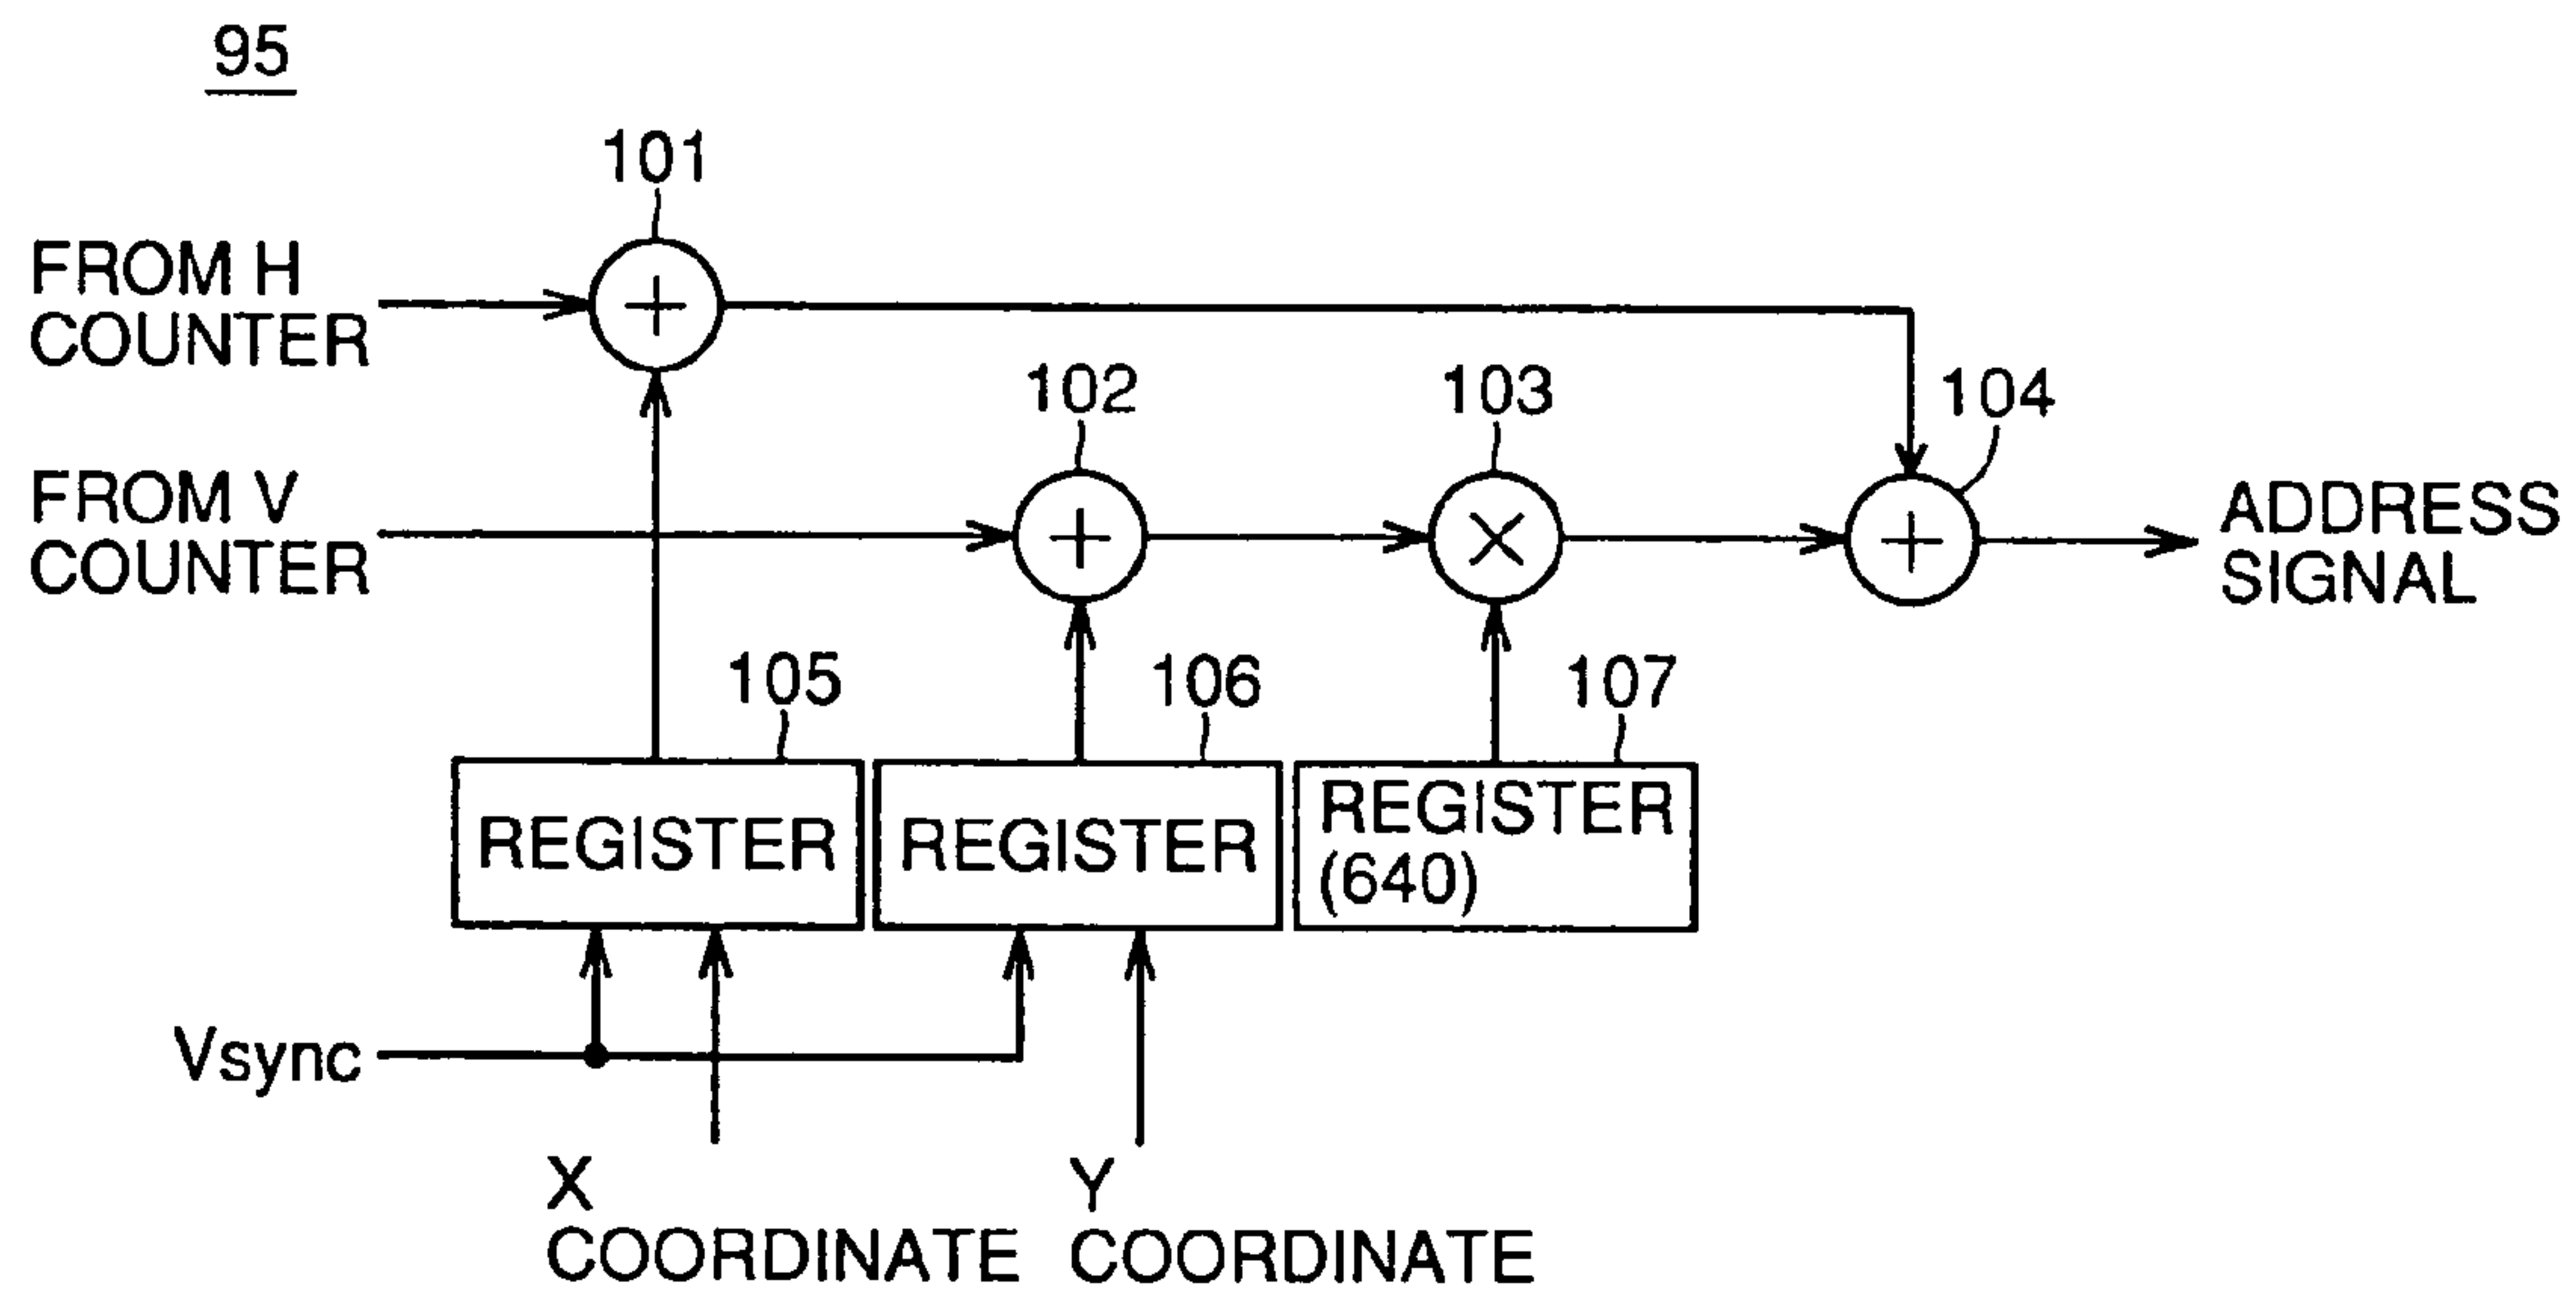 95
101
FROM H
COUNTER
102
103
104
FROM V
COUNTER
ADDRESS
SIGNAL
105
106
107
REGISTER
REGISTER
REGISTER
(640)
Vsync
X
COORDINATE
Y
COORDINATE